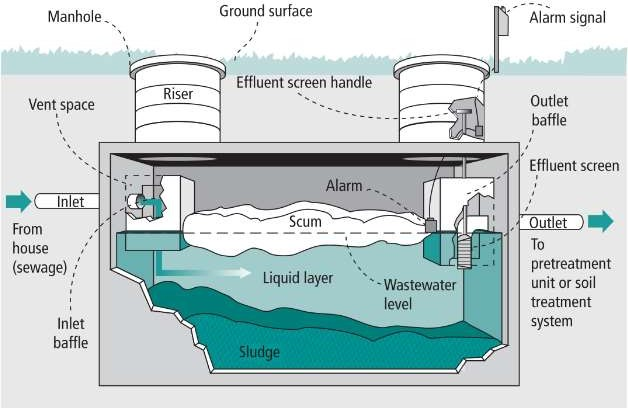 Manhole
Ground surface
Alarm signal
Effluent screen handle
Riser
Vent space
Outlet
baffle
Effluent screen
Alarm
Inlet
Scum
Outlet
From
house
(sewage)
To
pretreatment
unit or soil
treatment
system
Liquid layer
Wastewater
level
Inlet
baffle
Sludge